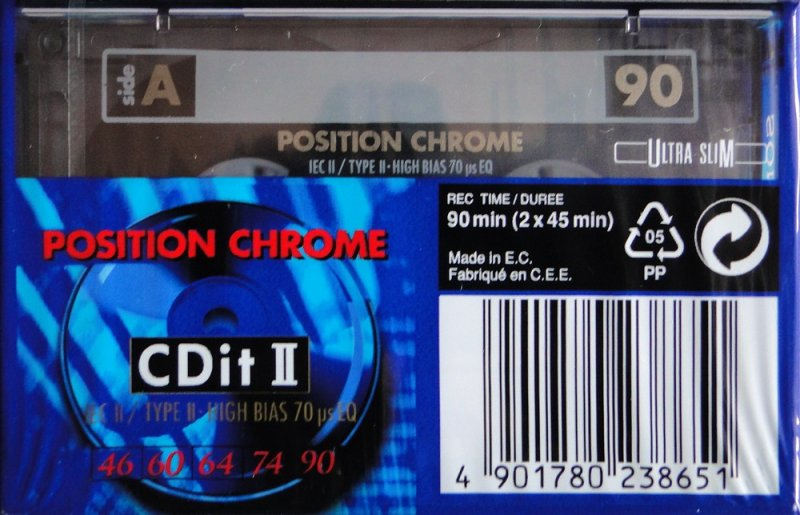 side A
90
POSITION CHROME
IEC II / TYPE II · HIGH BIAS 70 µs EQ
ULTRA SLIM
POSITION CHROME
CDit II
IEC II / TYPE II · HIGH BIAS 70 µs EQ
46 60 64 74 90
REC TIME / DUREE
90 min (2 x 45 min)
Made in E.C.
Fabriqué en C.E.E.
05
PP
4 901780 238651